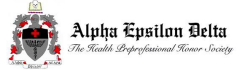 Alpha Epsilon Delta
The Health Preprofessional Honor Society